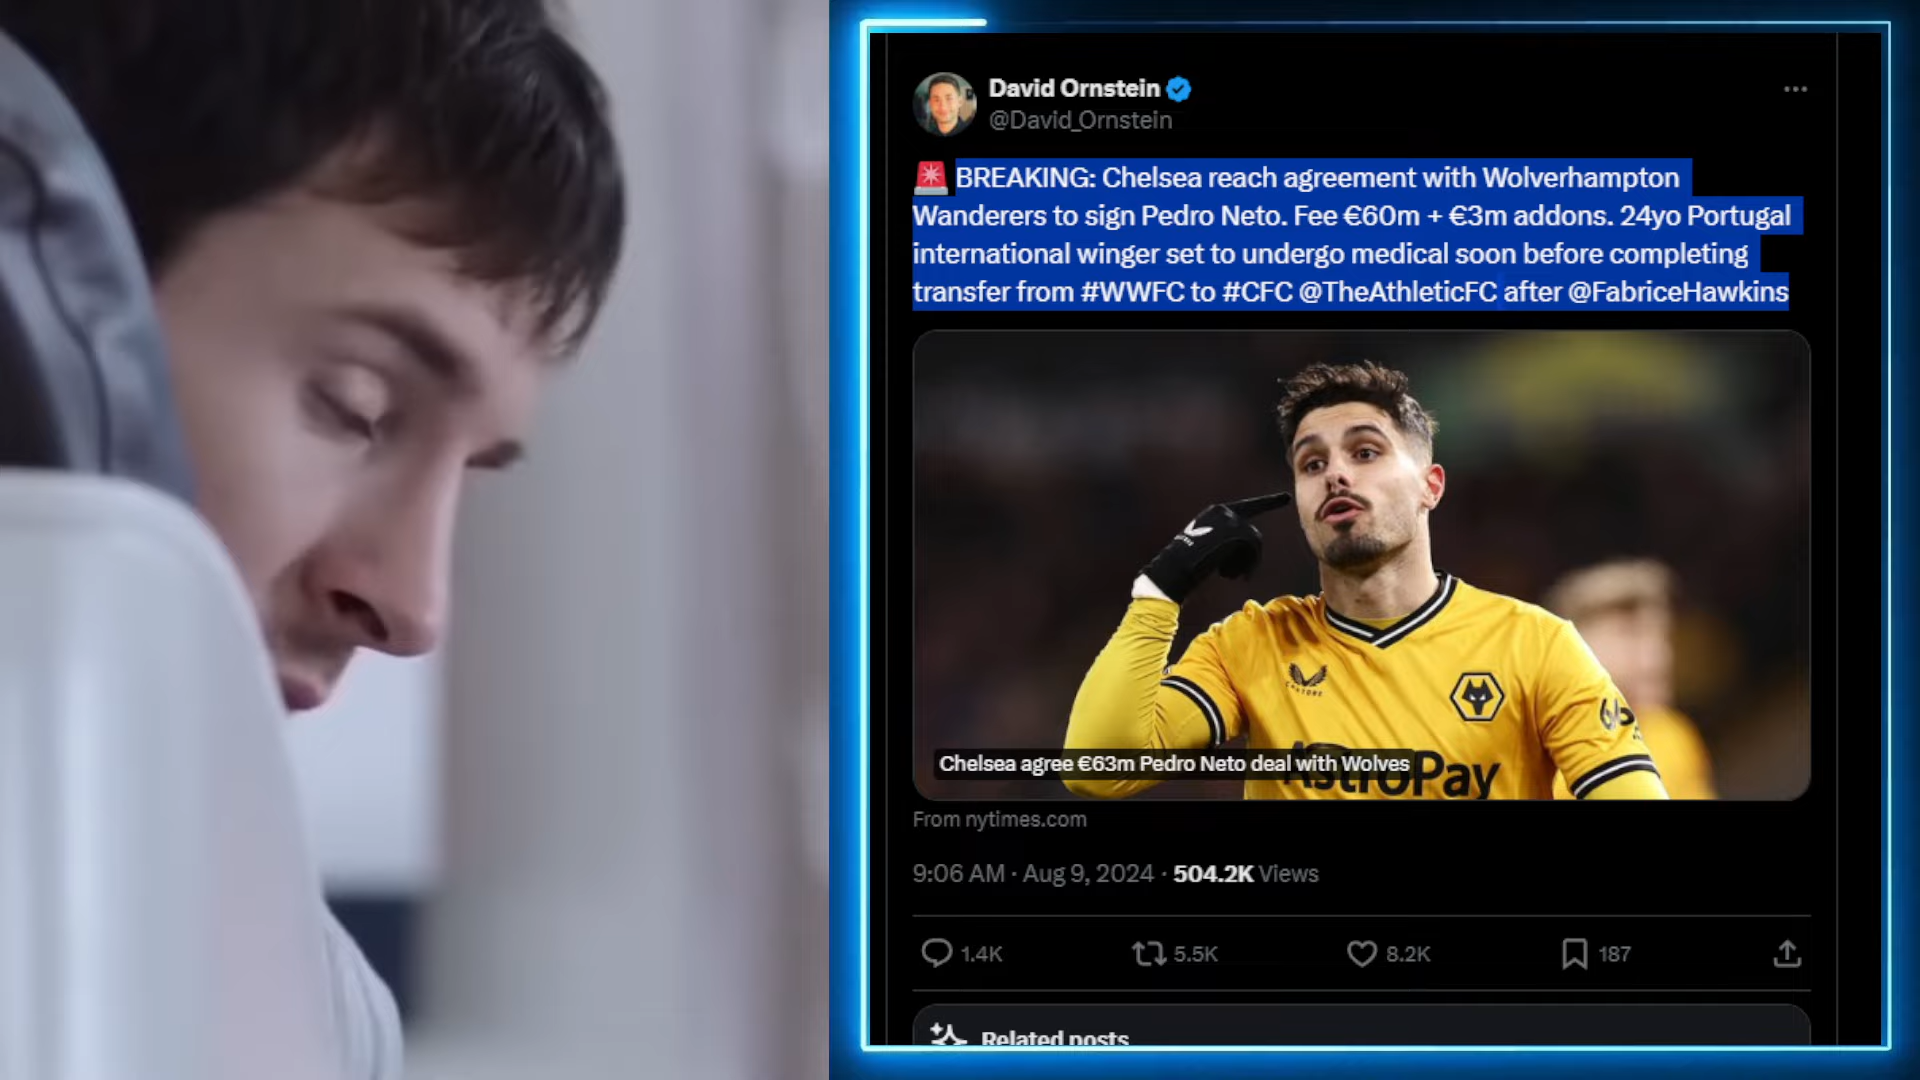 David Ornstein
@David_Ornstein
BREAKING: Chelsea reach agreement with Wolverhampton
Wanderers to sign Pedro Neto. Fee €60m + €3m addons. 24yo Portugal
international winger set to undergo medical soon before completing
transfer from #WWFC to #CFC @TheAthleticFC after @FabriceHawkins
AstroPay
Chelsea agree €63m Pedro Neto deal with Wolves
From nytimes.com
9:06 AM · Aug 9, 2024 · 504.2K Views
1.4K 5.5K 8.2K 187
Related posts